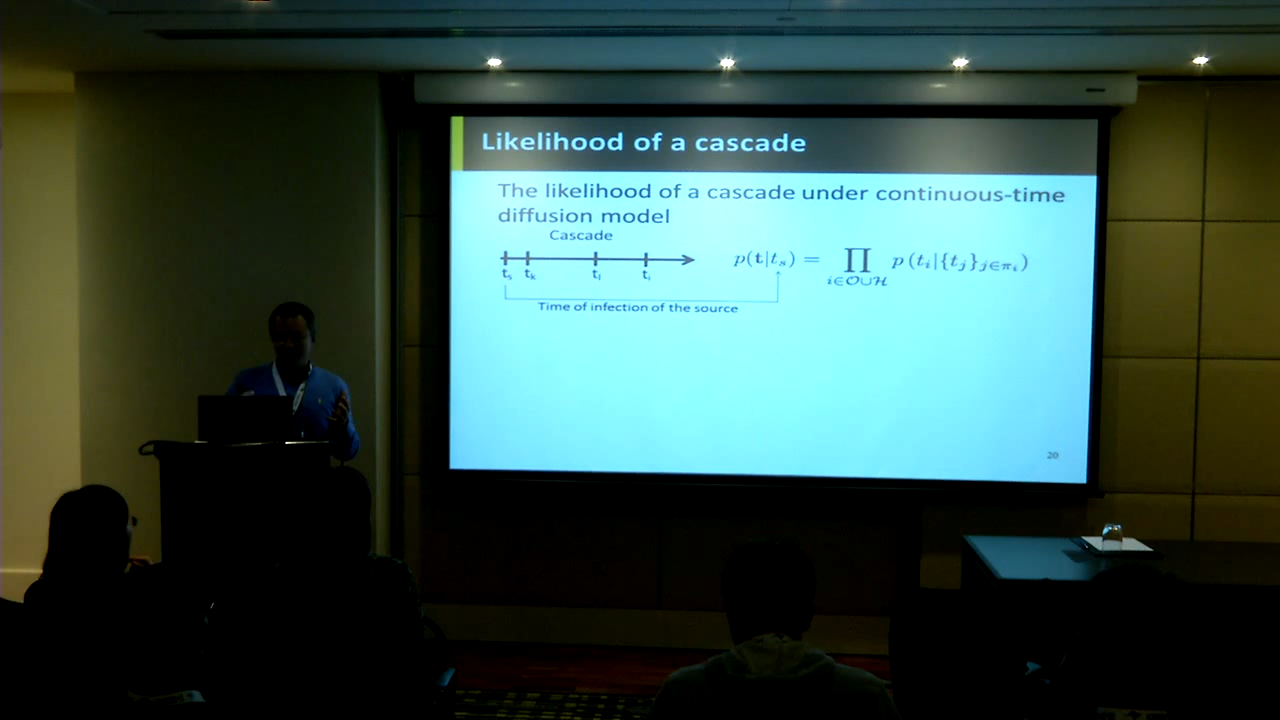 Likelihood of a cascade
The likelihood of a cascade under continuous-time
diffusion model
Cascade
p(t|t_s) = ∏_{i∈O∪H} p(t_i|{t_j}_{j∈π_i})
t_s t_k t_j t_i
Time of infection of the source
20